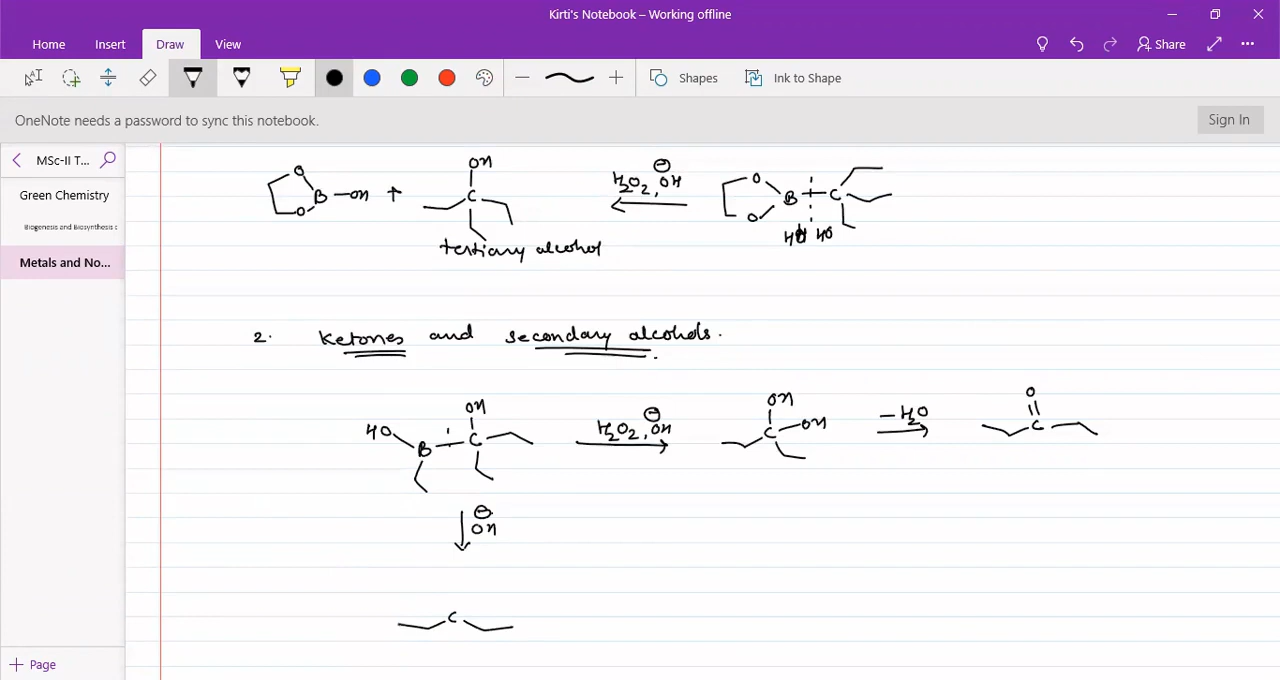 Kirti's Notebook – Working offline
Home Insert Draw View
Share
Shapes Ink to Shape
OneNote needs a password to sync this notebook. Sign In
MSc-II T...
Green Chemistry
Biogenesis and Biosynthesis
Metals and No...
Page
O
O
B—OH + OH
C
tertiary alcohol
H2O2, ⊖OH
O
O
B
C
HO
2. Ketones and secondary alcohols.
HO
B
OH
C
H2O2, ⊖OH
OH
C
OH
–H2O
O
C
⊖
OH
C